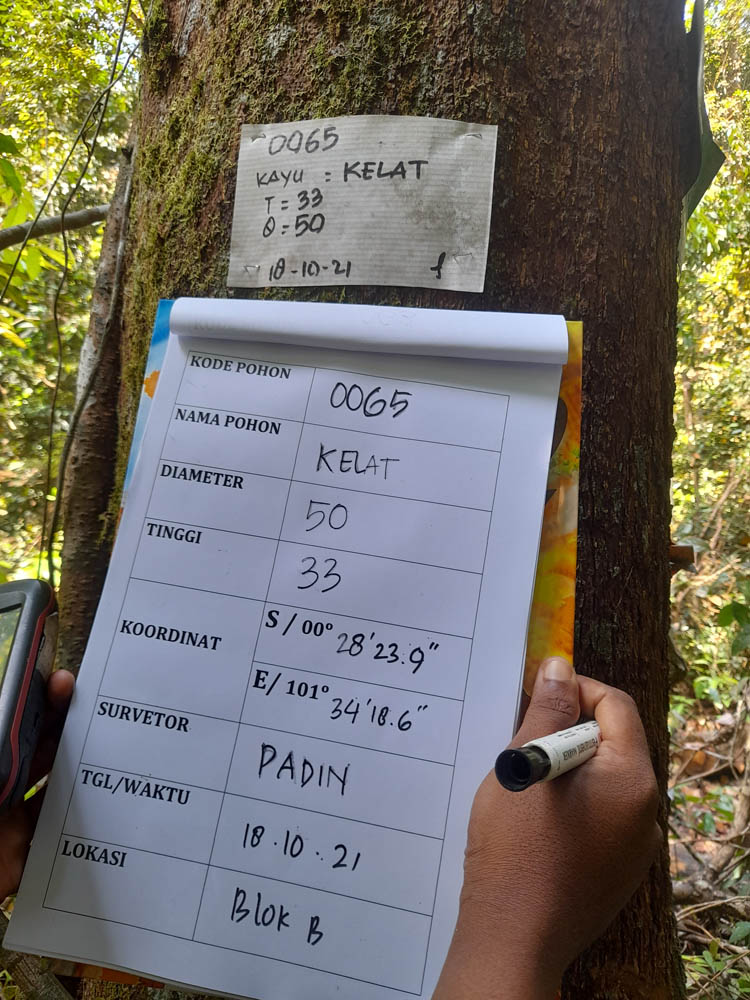 0065
KAYU : KELAT
T = 33
Ø = 50
18-10-21
KODE POHON 0065
NAMA POHON KELAT
DIAMETER 50
TINGGI 33
KOORDINAT S / 00° 28'23.9"
E/ 101° 34'18.6"
SURVETOR PADIN
TGL/WAKTU 18.10.21
LOKASI Blok B